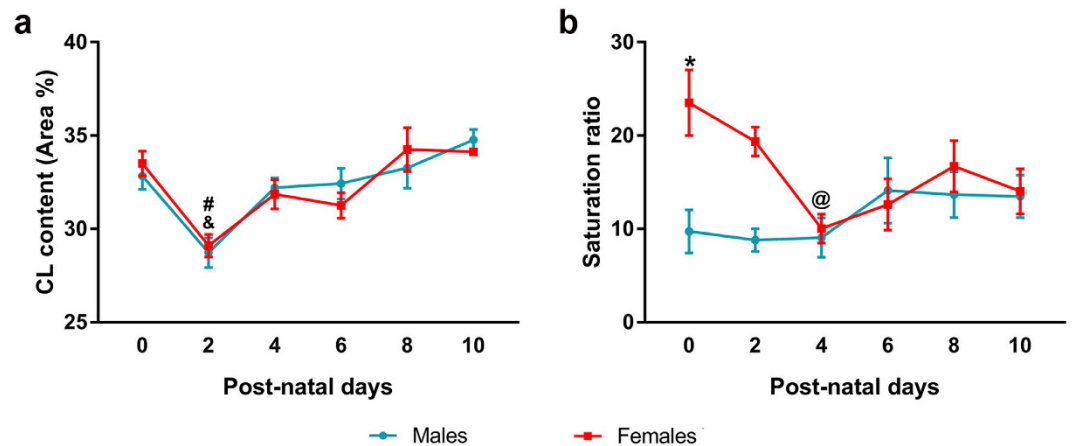 a
CL content (Area %)
40
35
30
25
#
&
0 2 4 6 8 10
Post-natal days
b
Saturation ratio
30
20
10
0
*
@
0 2 4 6 8 10
Post-natal days
Males Females